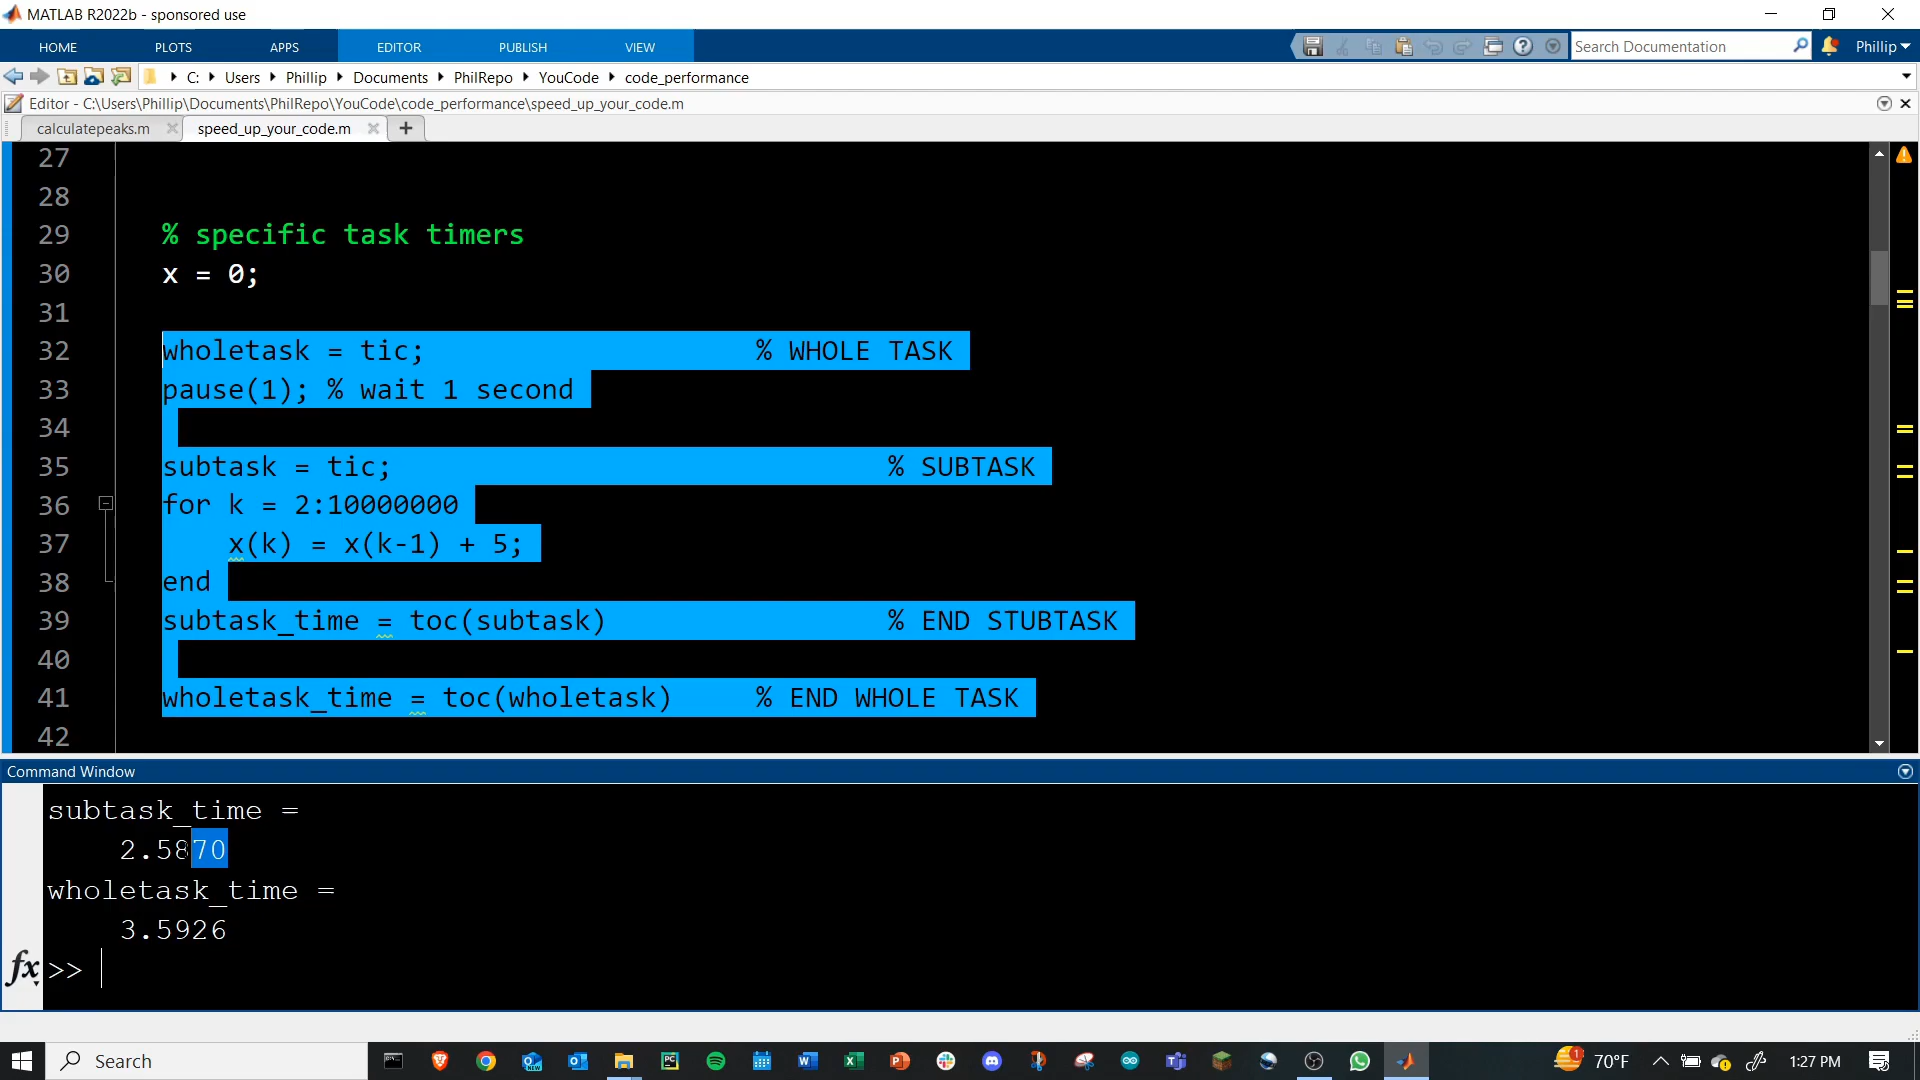 MATLAB R2022b - sponsored use
HOME PLOTS APPS EDITOR PUBLISH VIEW Search Documentation Phillip
C: Users Phillip Documents PhilRepo YouCode code_performance
Editor - C:\Users\Phillip\Documents\PhilRepo\YouCode\code_performance\speed_up_your_code.m
calculatepeaks.m speed_up_your_code.m
27
28
29 % specific task timers
30 x = 0;
31
32 wholetask = tic; % WHOLE TASK
33 pause(1); % wait 1 second
34
35 subtask = tic; % SUBTASK
36 for k = 2:10000000
37 x(k) = x(k-1) + 5;
38 end
39 subtask_time = toc(subtask) % END STUBTASK
40
41 wholetask_time = toc(wholetask) % END WHOLE TASK
42
Command Window
subtask_time =
2.5870
wholetask_time =
3.5926
fx >>
Search 70°F 1:27 PM